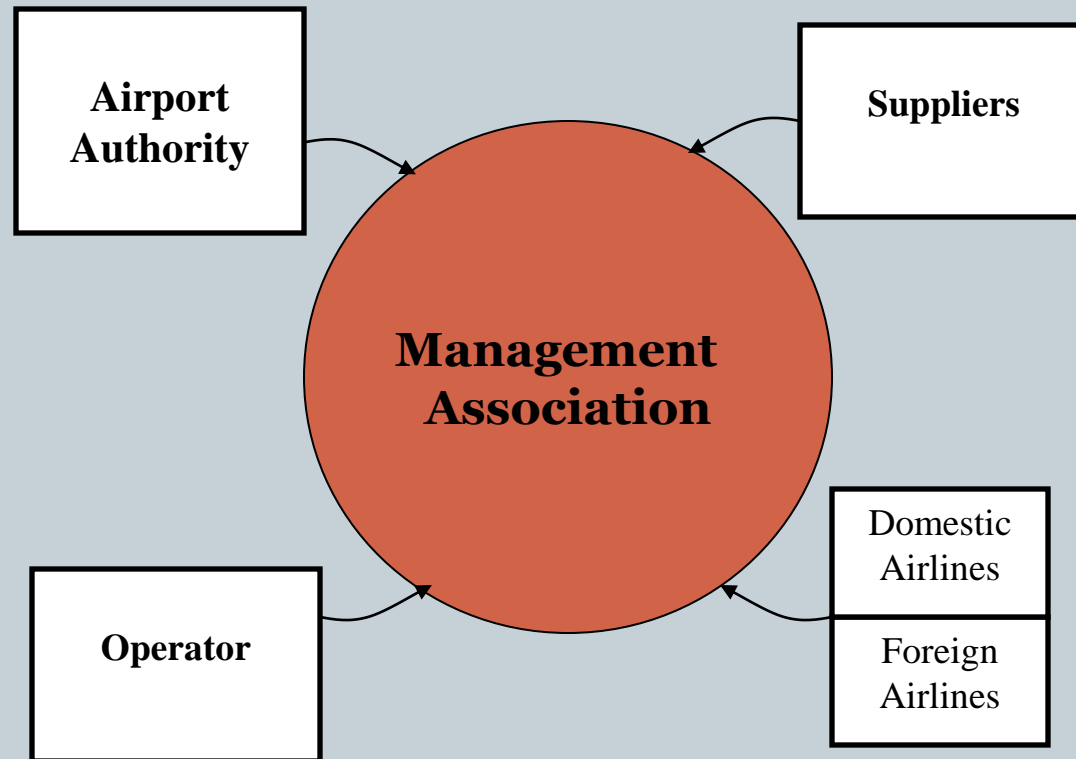 Airport
Authority
Suppliers
Management
Association
Operator
Domestic
Airlines
Foreign
Airlines